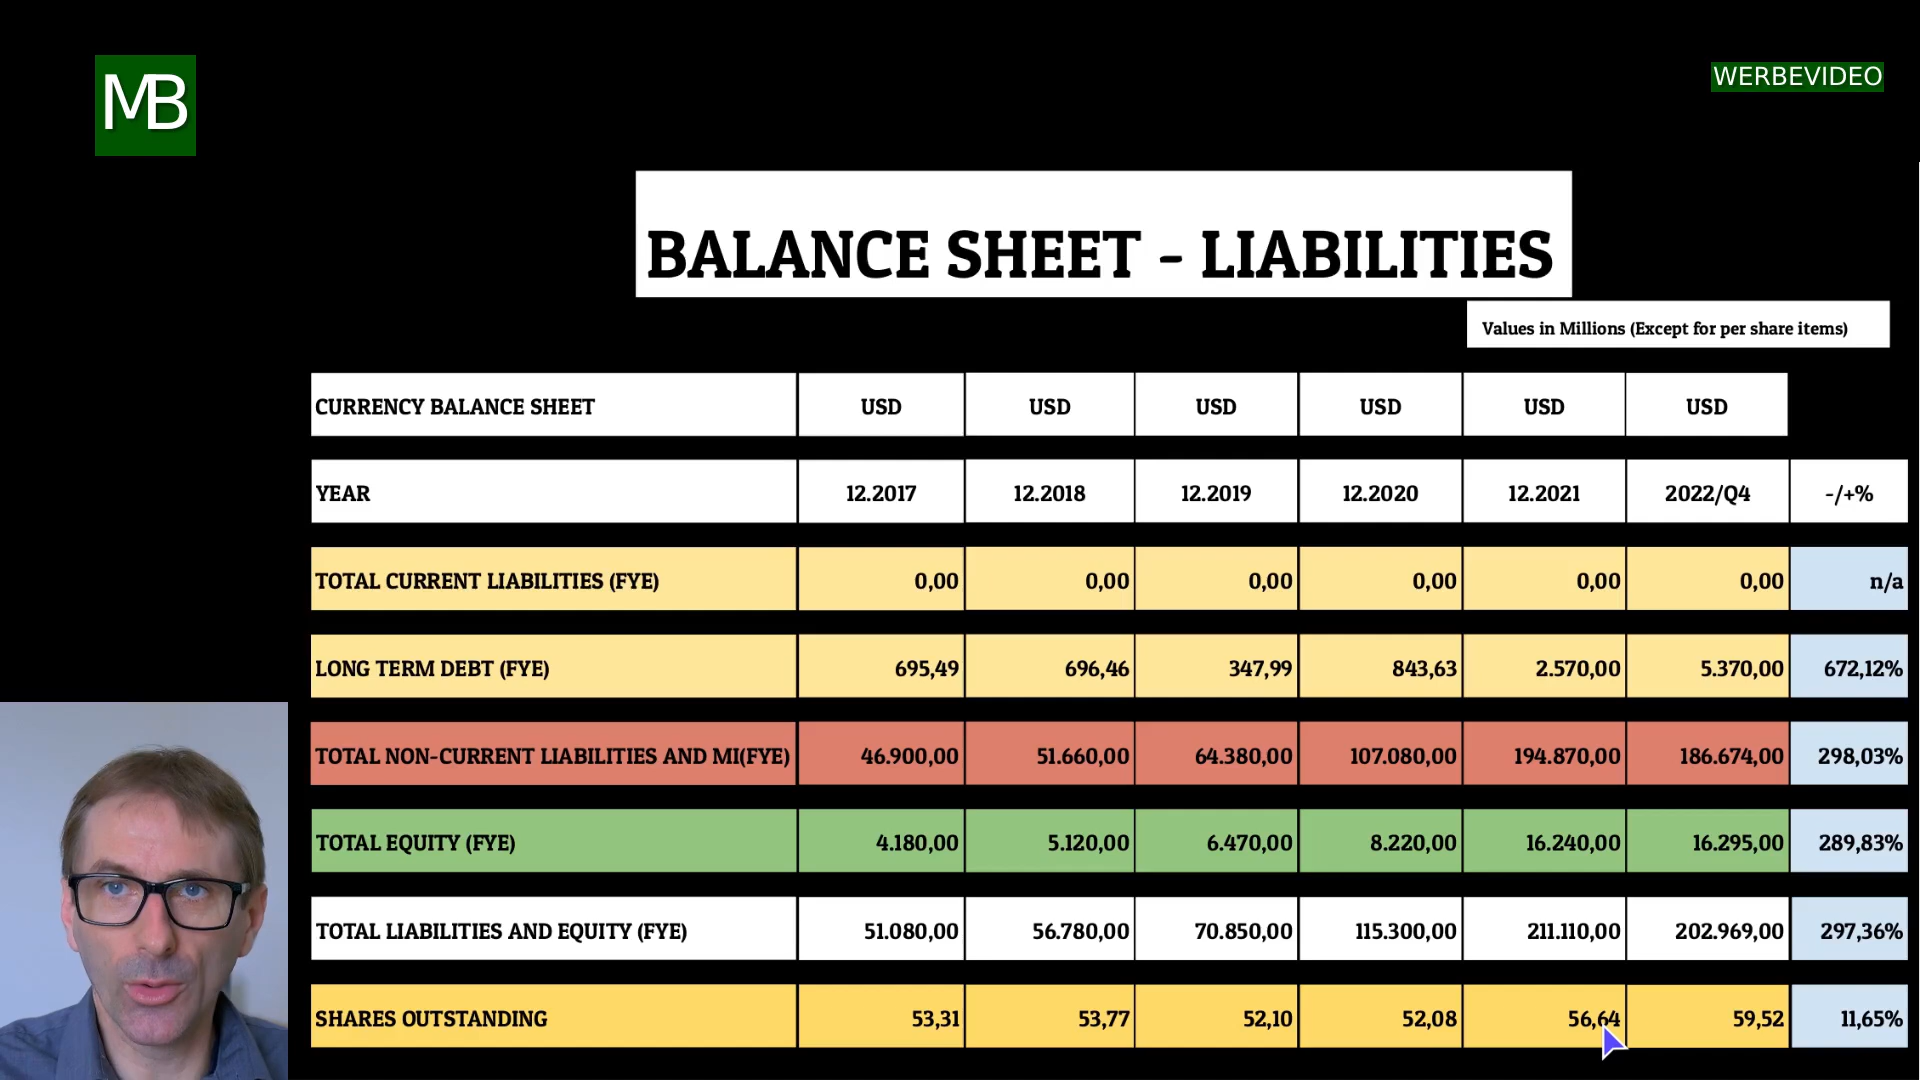 MB
WERBEVIDEO
BALANCE SHEET - LIABILITIES
Values in Millions (Except for per share items)
CURRENCY BALANCE SHEET USD USD USD USD USD USD
YEAR 12.2017 12.2018 12.2019 12.2020 12.2021 2022/Q4 -/+%
TOTAL CURRENT LIABILITIES (FYE) 0,00 0,00 0,00 0,00 0,00 0,00 n/a
LONG TERM DEBT (FYE) 695,49 696,46 347,99 843,63 2.570,00 5.370,00 672,12%
TOTAL NON-CURRENT LIABILITIES AND MI(FYE) 46.900,00 51.660,00 64.380,00 107.080,00 194.870,00 186.674,00 298,03%
TOTAL EQUITY (FYE) 4.180,00 5.120,00 6.470,00 8.220,00 16.240,00 16.295,00 289,83%
TOTAL LIABILITIES AND EQUITY (FYE) 51.080,00 56.780,00 70.850,00 115.300,00 211.110,00 202.969,00 297,36%
SHARES OUTSTANDING 53,31 53,77 52,10 52,08 56,64 59,52 11,65%